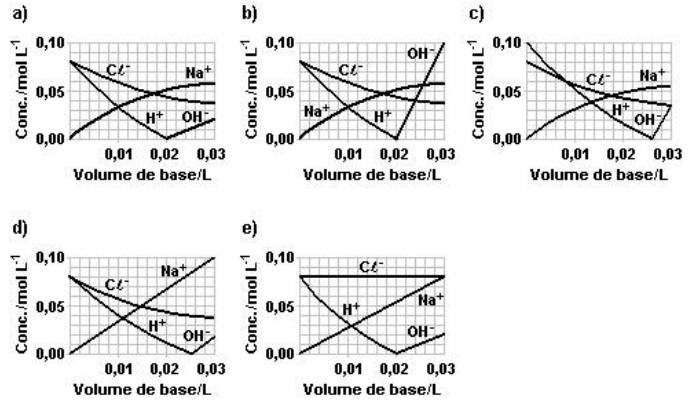 a)
Conc./mol L⁻¹
0,10
0,05
0,00
Cℓ⁻
Na⁺
H⁺
OH⁻
0,01 0,02 0,03
Volume de base/L
b)
Conc./mol L⁻¹
0,10
0,05
0,00
OH⁻
Cℓ⁻
Na⁺
H⁺
0,01 0,02 0,03
Volume de base/L
c)
Conc./mol L⁻¹
0,10
0,05
0,00
Cℓ⁻
Na⁺
H⁺
OH⁻
0,01 0,02 0,03
Volume de base/L
d)
Conc./mol L⁻¹
0,10
0,05
0,00
Na⁺
Cℓ⁻
H⁺
OH⁻
0,01 0,02 0,03
Volume de base/L
e)
Conc./mol L⁻¹
0,10
0,05
0,00
Cℓ⁻
H⁺
Na⁺
OH⁻
0,01 0,02 0,03
Volume de base/L